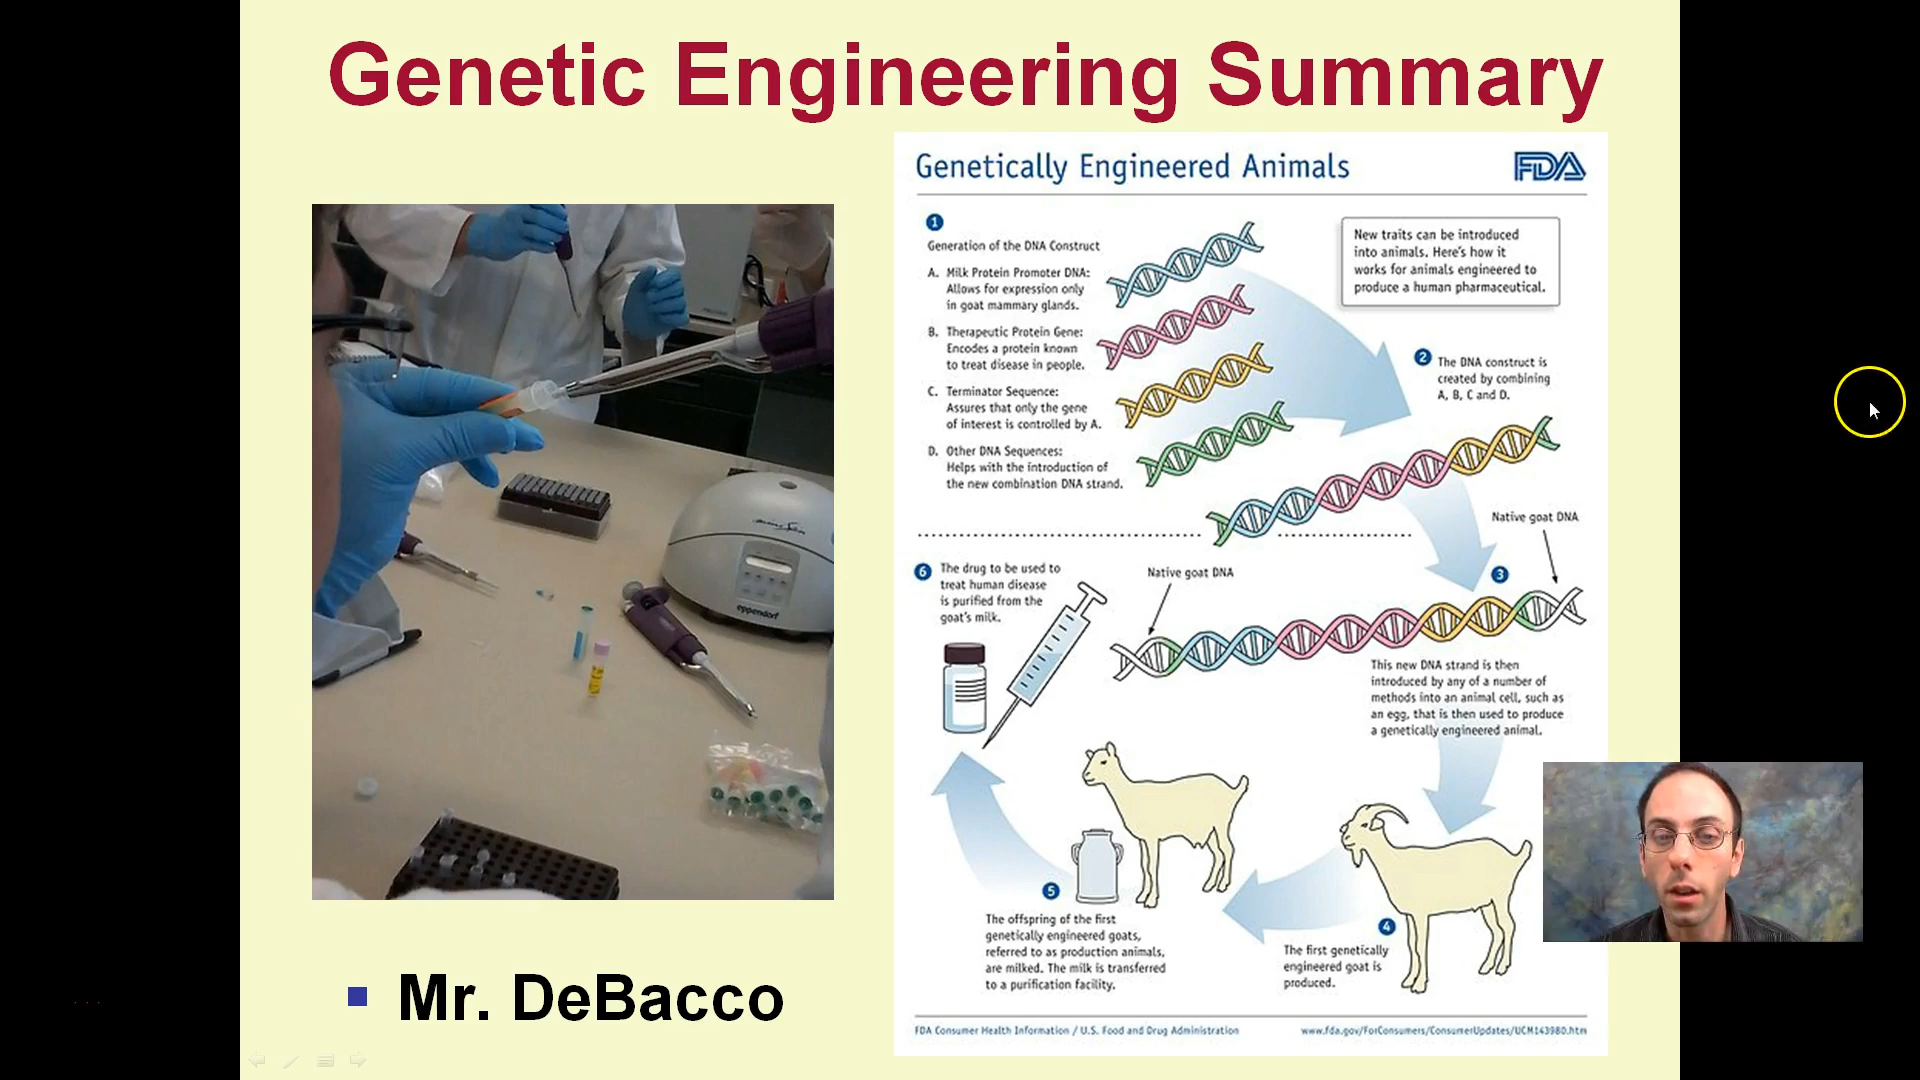 Genetic Engineering Summary
Genetically Engineered Animals
FDA
1
Generation of the DNA Construct
A. Milk Protein Promoter DNA:
Allows for expression only
in goat mammary glands.
B. Therapeutic Protein Gene:
Encodes a protein known
to treat disease in people.
C. Terminator Sequence:
Assures that only the gene
of interest is controlled by A.
D. Other DNA Sequences:
Helps with the introduction of
the new combination DNA strand.
New traits can be introduced
into animals. Here's how it
works for animals engineered to
produce a human pharmaceutical.
2
The DNA construct is
created by combining
A, B, C and D.
Native goat DNA
3
Native goat DNA
This new DNA strand is then
introduced by any of a number of
methods into an animal cell, such as
an egg, that is then used to produce
a genetically engineered animal.
4
The first genetically
engineered goat is
produced.
5
The offspring of the first
genetically engineered goats,
referred to as production animals,
are milked. The milk is transferred
to a purification facility.
6
The drug to be used to
treat human disease
is purified from the
goat's milk.
FDA Consumer Health Information / U.S. Food and Drug Administration
www.fda.gov/ForConsumers/ConsumerUpdates/UCM143980.htm
eppendorf
Mr. DeBacco